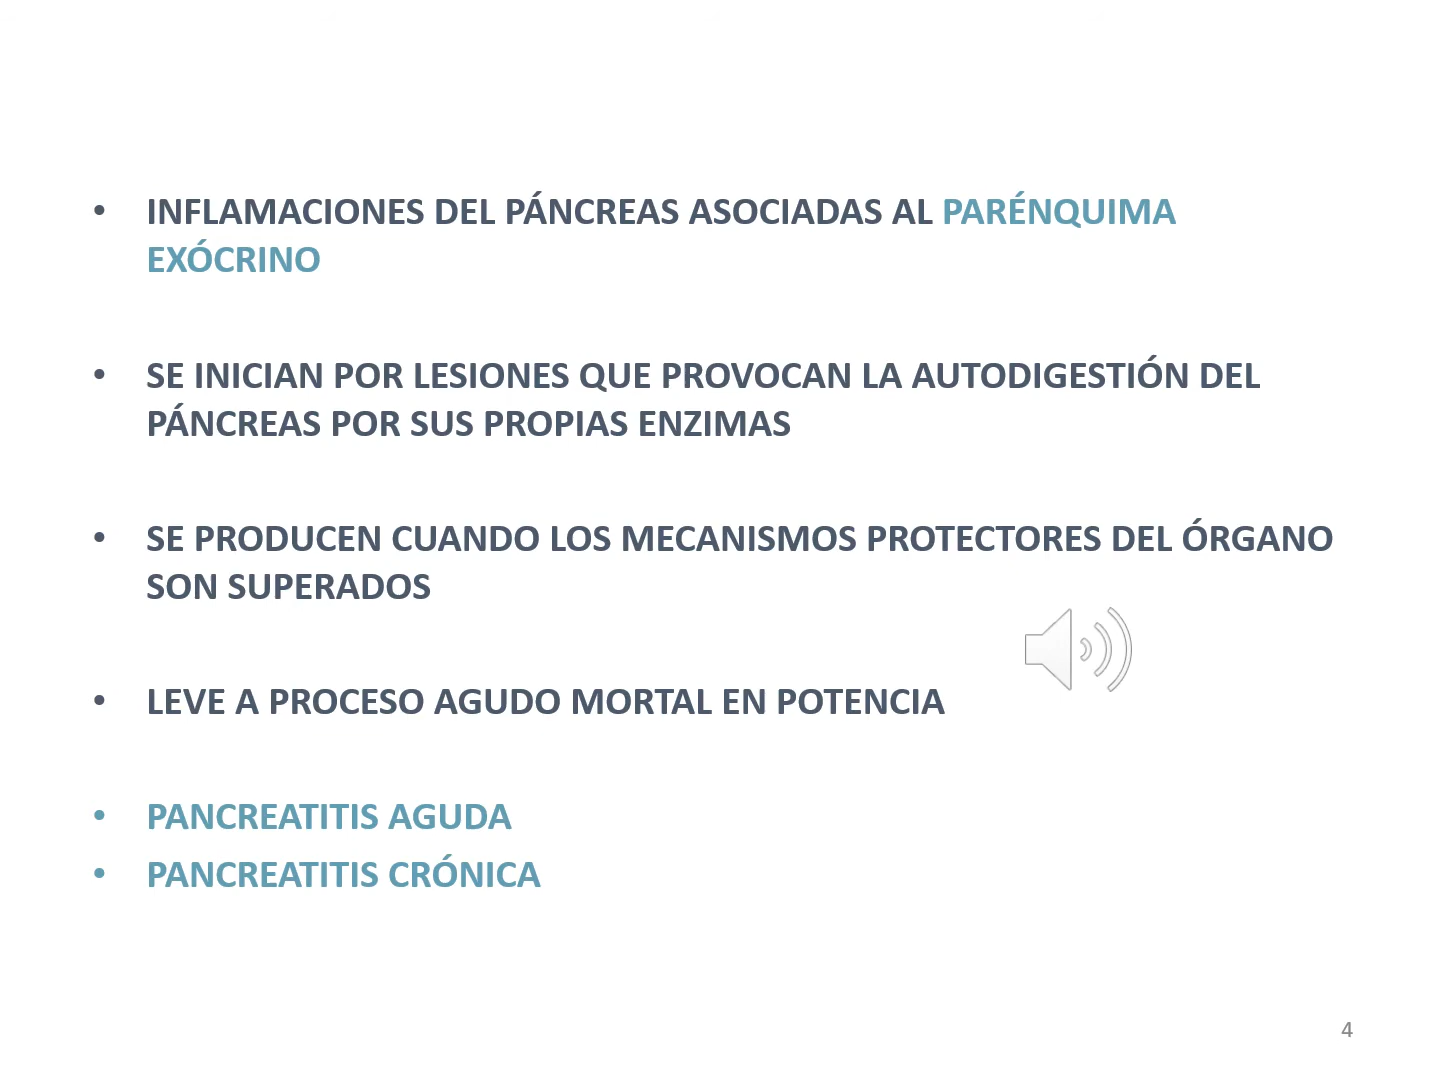 • INFLAMACIONES DEL PÁNCREAS ASOCIADAS AL PARÉNQUIMA
EXÓCRINO
• SE INICIAN POR LESIONES QUE PROVOCAN LA AUTODIGESTIÓN DEL
PÁNCREAS POR SUS PROPIAS ENZIMAS
• SE PRODUCEN CUANDO LOS MECANISMOS PROTECTORES DEL ÓRGANO
SON SUPERADOS
• LEVE A PROCESO AGUDO MORTAL EN POTENCIA
• PANCREATITIS AGUDA
• PANCREATITIS CRÓNICA
4